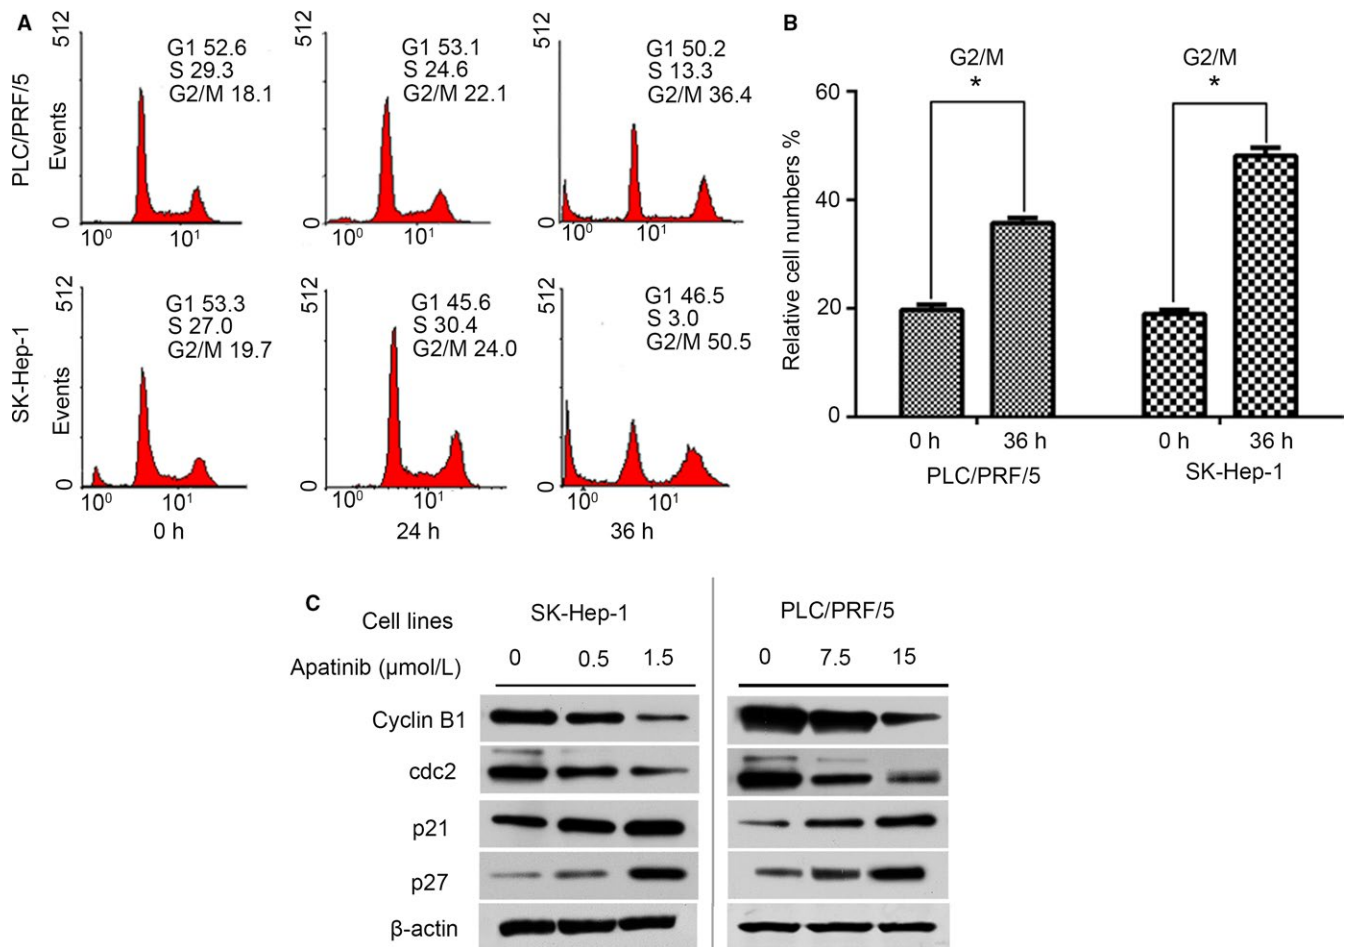 A
PLC/PRF/5
Events
512
0
G1 52.6
S 29.3
G2/M 18.1
10⁰ 10¹
512
0
G1 53.1
S 24.6
G2/M 22.1
10⁰ 10¹
512
0
G1 50.2
S 13.3
G2/M 36.4
10⁰ 10¹
SK-Hep-1
Events
512
0
G1 53.3
S 27.0
G2/M 19.7
10⁰ 10¹
0 h
512
0
G1 45.6
S 30.4
G2/M 24.0
10⁰ 10¹
24 h
512
0
G1 46.5
S 3.0
G2/M 50.5
10⁰ 10¹
36 h
B
Relative cell numbers %
60
40
20
0
G2/M G2/M
* *
0 h 36 h 0 h 36 h
PLC/PRF/5 SK-Hep-1
C
Cell lines SK-Hep-1 PLC/PRF/5
Apatinib (μmol/L) 0 0.5 1.5 0 7.5 15
Cyclin B1
cdc2
p21
p27
β-actin